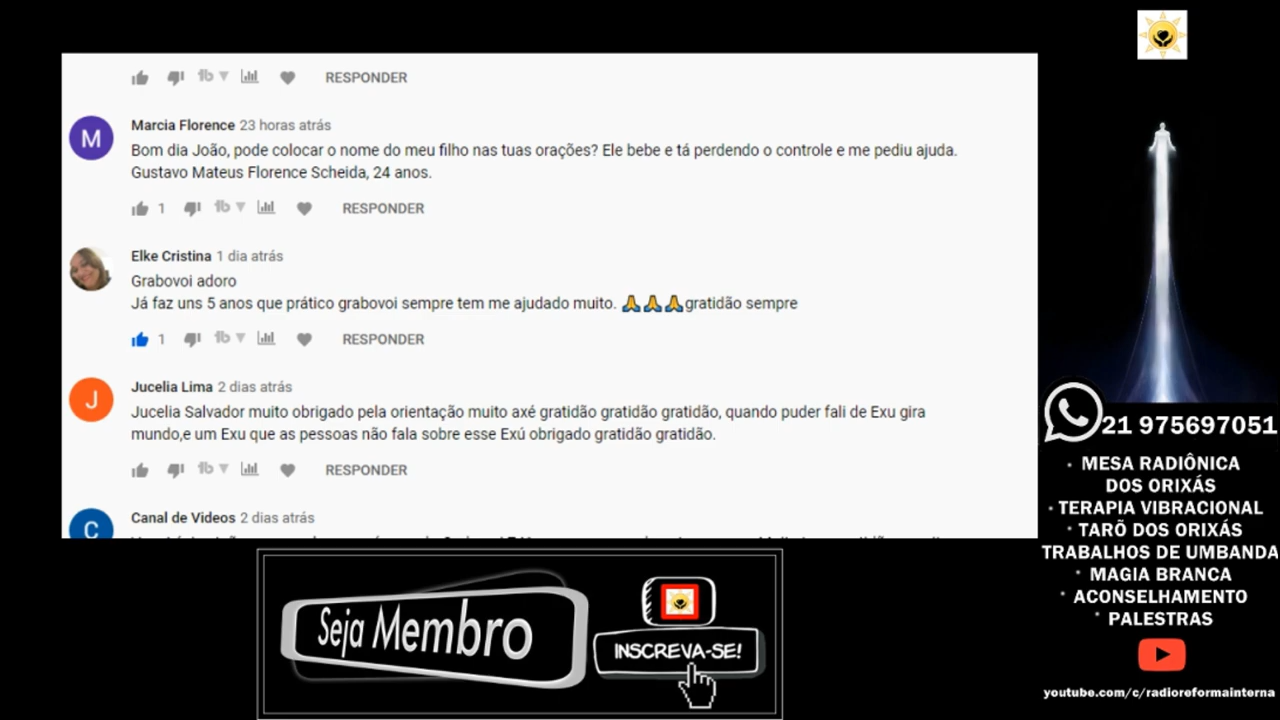 RESPONDER
M
Marcia Florence 23 horas atrás
Bom dia João, pode colocar o nome do meu filho nas tuas orações? Ele bebe e tá perdendo o controle e me pediu ajuda.
Gustavo Mateus Florence Scheida, 24 anos.
1 RESPONDER
Elke Cristina 1 dia atrás
Grabovoi adoro
Já faz uns 5 anos que prático grabovoi sempre tem me ajudado muito. 🙏🙏🙏gratidão sempre
1 RESPONDER
J
Jucelia Lima 2 dias atrás
Jucelia Salvador muito obrigado pela orientação muito axé gratidão gratidão gratidão, quando puder fali de Exu gira
mundo,e um Exu que as pessoas não fala sobre esse Exú obrigado gratidão gratidão.
RESPONDER
C
Canal de Videos 2 dias atrás
Seja Membro
INSCREVA-SE!
21 975697051
· MESA RADIÔNICA
DOS ORIXÁS
· TERAPIA VIBRACIONAL
· TARÕ DOS ORIXÁS
TRABALHOS DE UMBANDA
· MAGIA BRANCA
· ACONSELHAMENTO
· PALESTRAS
youtube.com/c/radioreformainterna